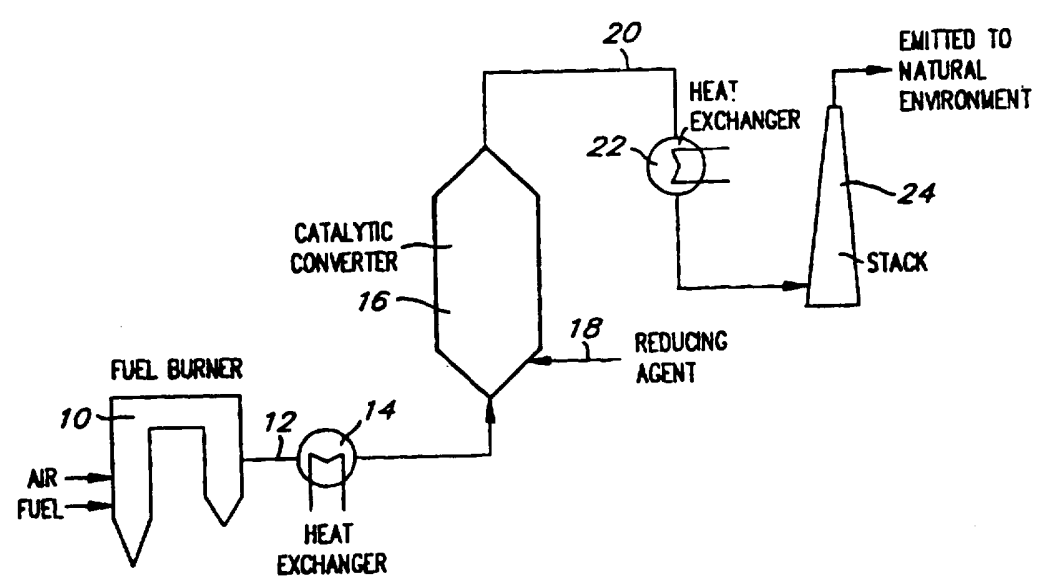 20
EMITTED TO
NATURAL
ENVIRONMENT
HEAT
EXCHANGER
22
24
CATALYTIC
CONVERTER
STACK
16
18
REDUCING
AGENT
FUEL BURNER
10
12
14
AIR
FUEL
HEAT
EXCHANGER